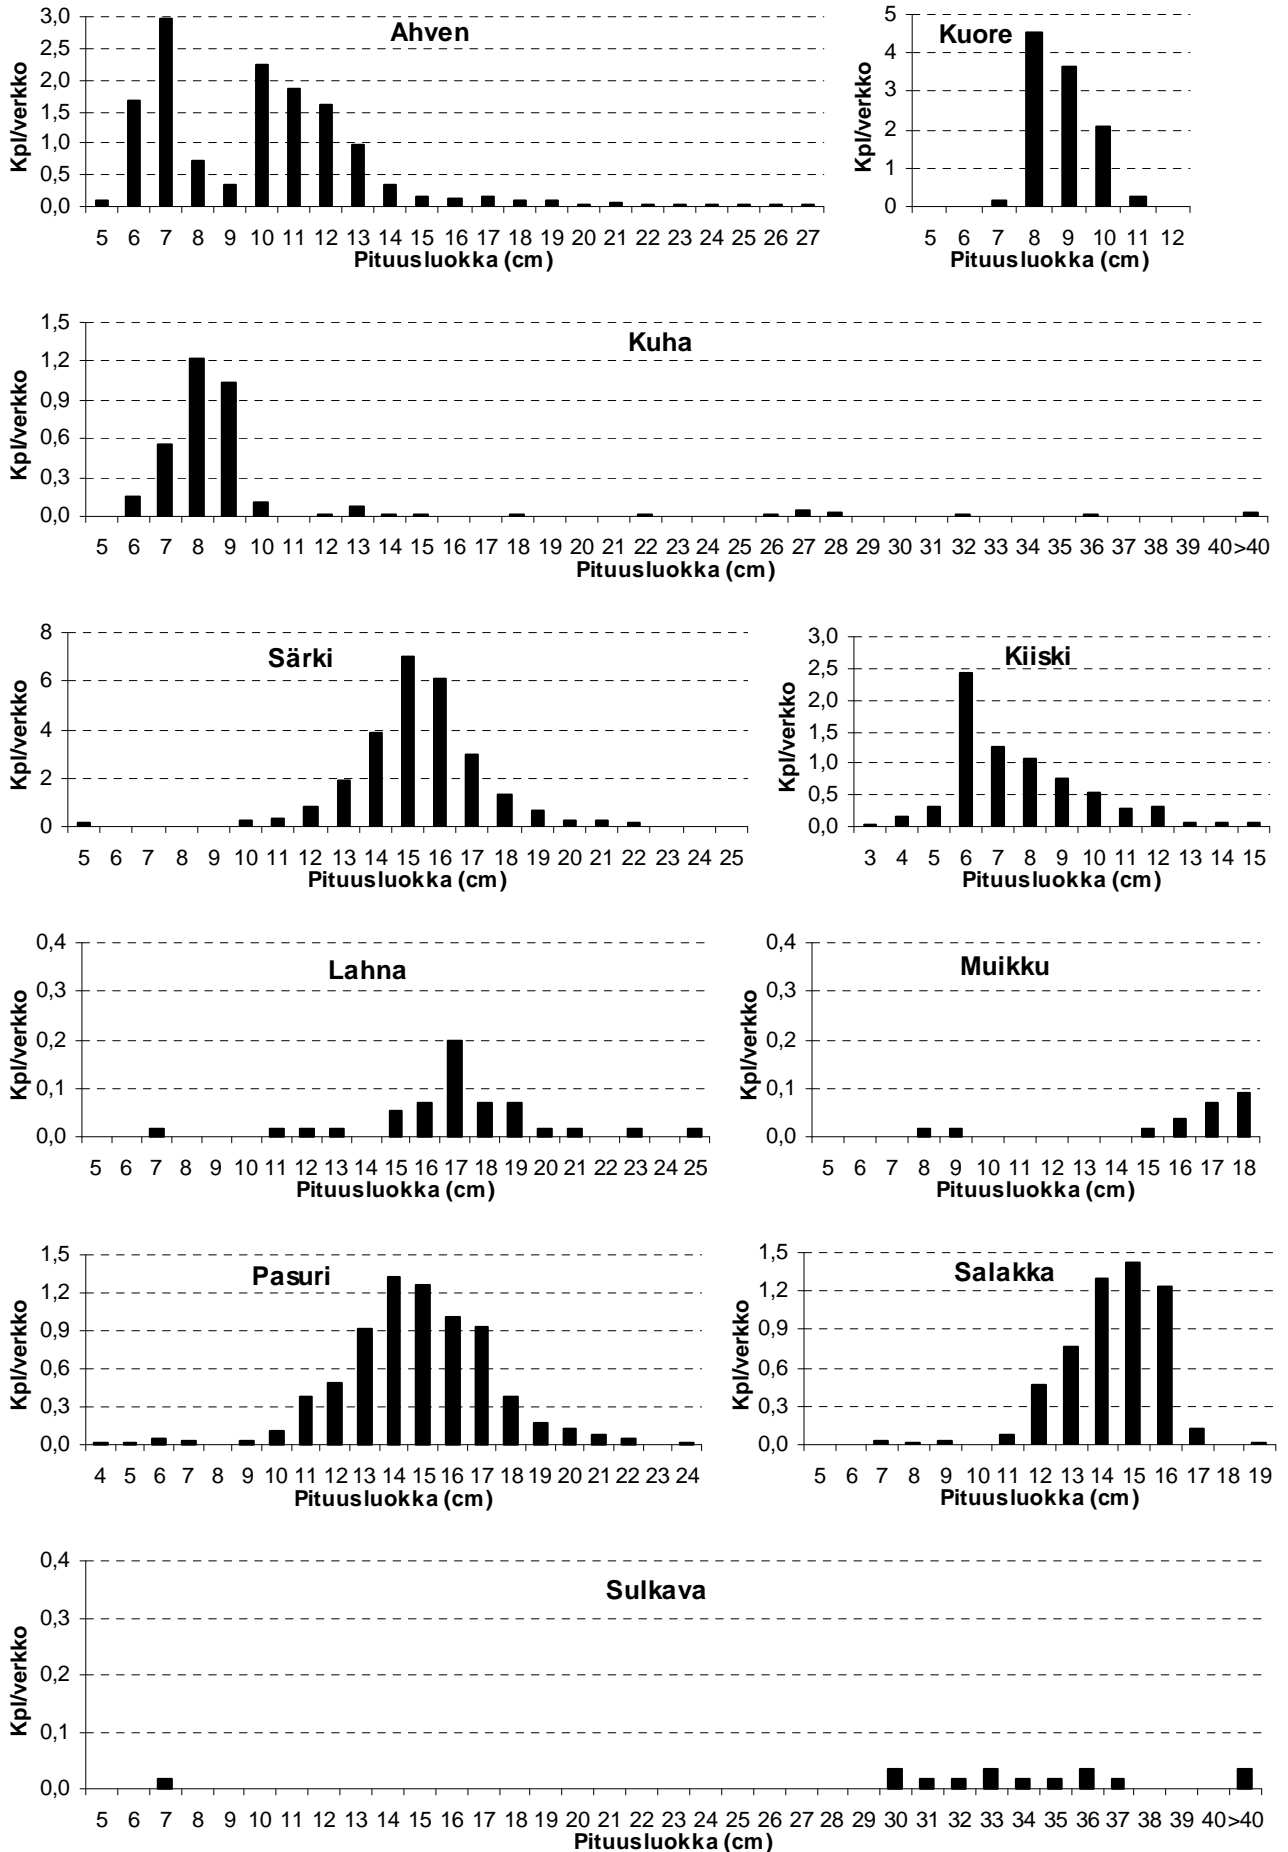 Ahven
Kpl/verkko
3,0
2,5
2,0
1,5
1,0
0,5
0,0
5 6 7 8 9 10 11 12 13 14 15 16 17 18 19 20 21 22 23 24 25 26 27
Pituusluokka (cm)
Kuore
Kpl/verkko
5
4
3
2
1
0
5 6 7 8 9 10 11 12
Pituusluokka (cm)
Kuha
Kpl/verkko
1,5
1,2
0,9
0,6
0,3
0,0
5 6 7 8 9 10 11 12 13 14 15 16 17 18 19 20 21 22 23 24 25 26 27 28 29 30 31 32 33 34 35 36 37 38 39 40 >40
Pituusluokka (cm)
Särki
Kpl/verkko
8
6
4
2
0
5 6 7 8 9 10 11 12 13 14 15 16 17 18 19 20 21 22 23 24 25
Pituusluokka (cm)
Kiiski
Kpl/verkko
3,0
2,5
2,0
1,5
1,0
0,5
0,0
3 4 5 6 7 8 9 10 11 12 13 14 15
Pituusluokka (cm)
Lahna
Kpl/verkko
0,4
0,3
0,2
0,1
0,0
5 6 7 8 9 10 11 12 13 14 15 16 17 18 19 20 21 22 23 24 25
Pituusluokka (cm)
Muikku
Kpl/verkko
0,4
0,3
0,2
0,1
0,0
5 6 7 8 9 10 11 12 13 14 15 16 17 18
Pituusluokka (cm)
Pasuri
Kpl/verkko
1,5
1,2
0,9
0,6
0,3
0,0
4 5 6 7 8 9 10 11 12 13 14 15 16 17 18 19 20 21 22 23 24
Pituusluokka (cm)
Salakka
Kpl/verkko
1,5
1,2
0,9
0,6
0,3
0,0
5 6 7 8 9 10 11 12 13 14 15 16 17 18 19
Pituusluokka (cm)
Sulkava
Kpl/verkko
0,4
0,3
0,2
0,1
0,0
5 6 7 8 9 10 11 12 13 14 15 16 17 18 19 20 21 22 23 24 25 26 27 28 29 30 31 32 33 34 35 36 37 38 39 40 >40
Pituusluokka (cm)